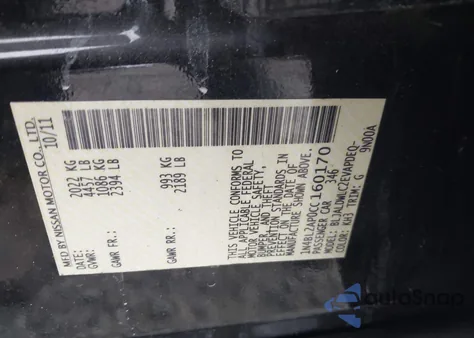 MFD BY NISSAN MOTOR CO.,LTD.
10/11
GVWR: 2022 KG
4457 LB
GAWR FR: 1086 KG
2394 LB
GAWR RR: 993 KG
2189 LB
THIS VEHICLE CONFORMS TO
ALL APPLICABLE FEDERAL
MOTOR VEHICLE SAFETY,
BUMPER, AND THEFT
PREVENTION STANDARDS IN
EFFECT ON THE DATE OF
MANUFACTURE SHOWN ABOVE.
160170
PASSENGER CAR 346
MODEL:
COLOR: KH3 TRIM: G
autoSnap